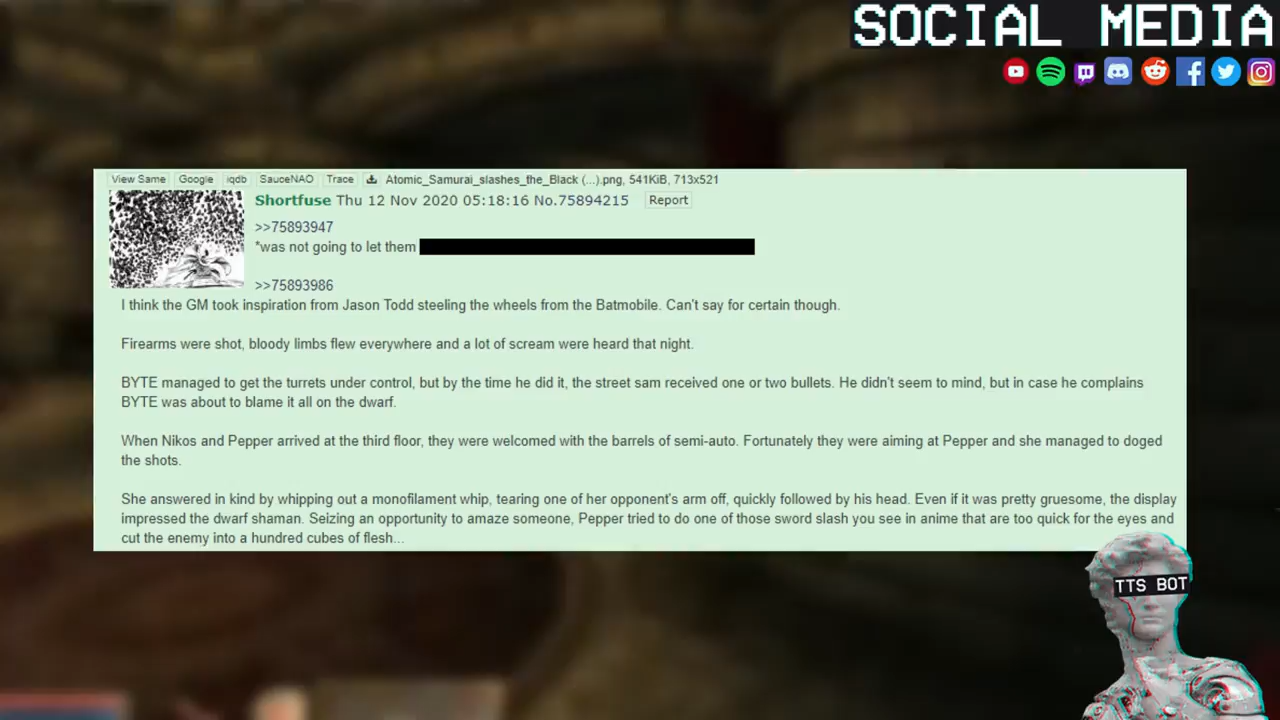 SOCIAL MEDIA
View Same Google iqdb SauceNAO Trace Atomic_Samurai_slashes_the_Black (...).png, 541KiB, 713x521
Shortfuse Thu 12 Nov 2020 05:18:16 No.75894215 Report
>>75893947
*was not going to let them
>>75893986
I think the GM took inspiration from Jason Todd steeling the wheels from the Batmobile. Can't say for certain though.
Firearms were shot, bloody limbs flew everywhere and a lot of scream were heard that night.
BYTE managed to get the turrets under control, but by the time he did it, the street sam received one or two bullets. He didn't seem to mind, but in case he complains
BYTE was about to blame it all on the dwarf.
When Nikos and Pepper arrived at the third floor, they were welcomed with the barrels of semi-auto. Fortunately they were aiming at Pepper and she managed to doged
the shots.
She answered in kind by whipping out a monofilament whip, tearing one of her opponent's arm off, quickly followed by his head. Even if it was pretty gruesome, the display
impressed the dwarf shaman. Seizing an opportunity to amaze someone, Pepper tried to do one of those sword slash you see in anime that are too quick for the eyes and
cut the enemy into a hundred cubes of flesh...
TTS BOT